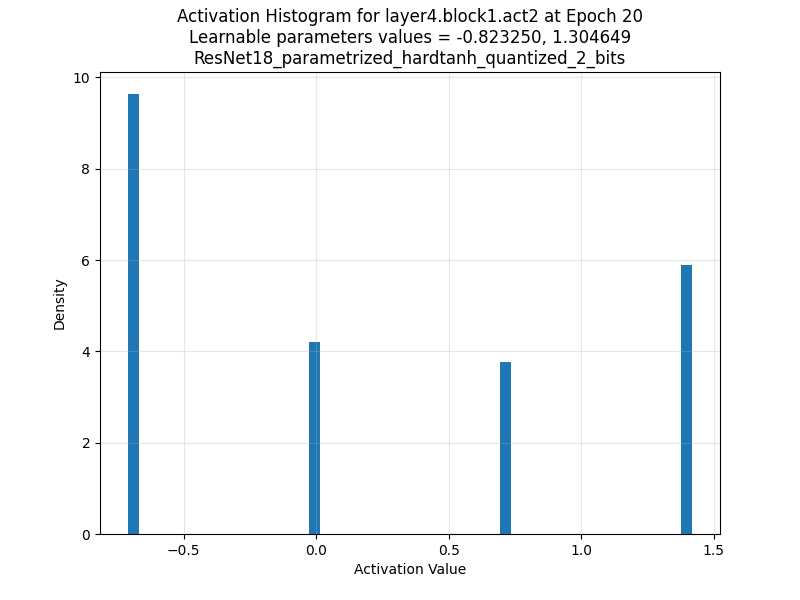 Activation Histogram for layer4.block1.act2 at Epoch 20
Learnable parameters values = -0.823250, 1.304649
ResNet18_parametrized_hardtanh_quantized_2_bits
10
8
6
4
2
0
Density
−0.5
0.0
0.5
1.0
1.5
Activation Value